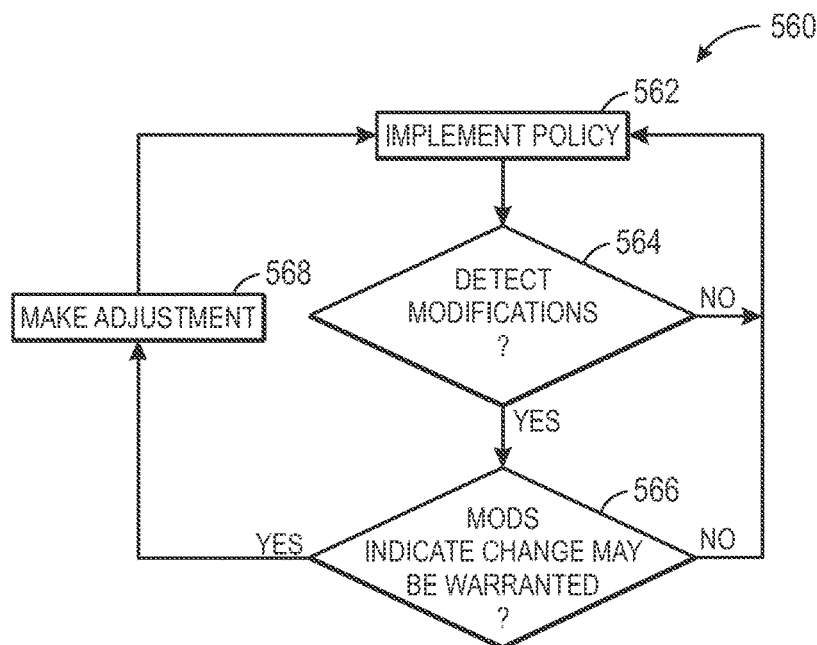 560
562
IMPLEMENT POLICY
564
DETECT
MODIFICATIONS
?
NO
568
MAKE ADJUSTMENT
YES
566
MODS
INDICATE CHANGE MAY
BE WARRANTED
?
YES
NO